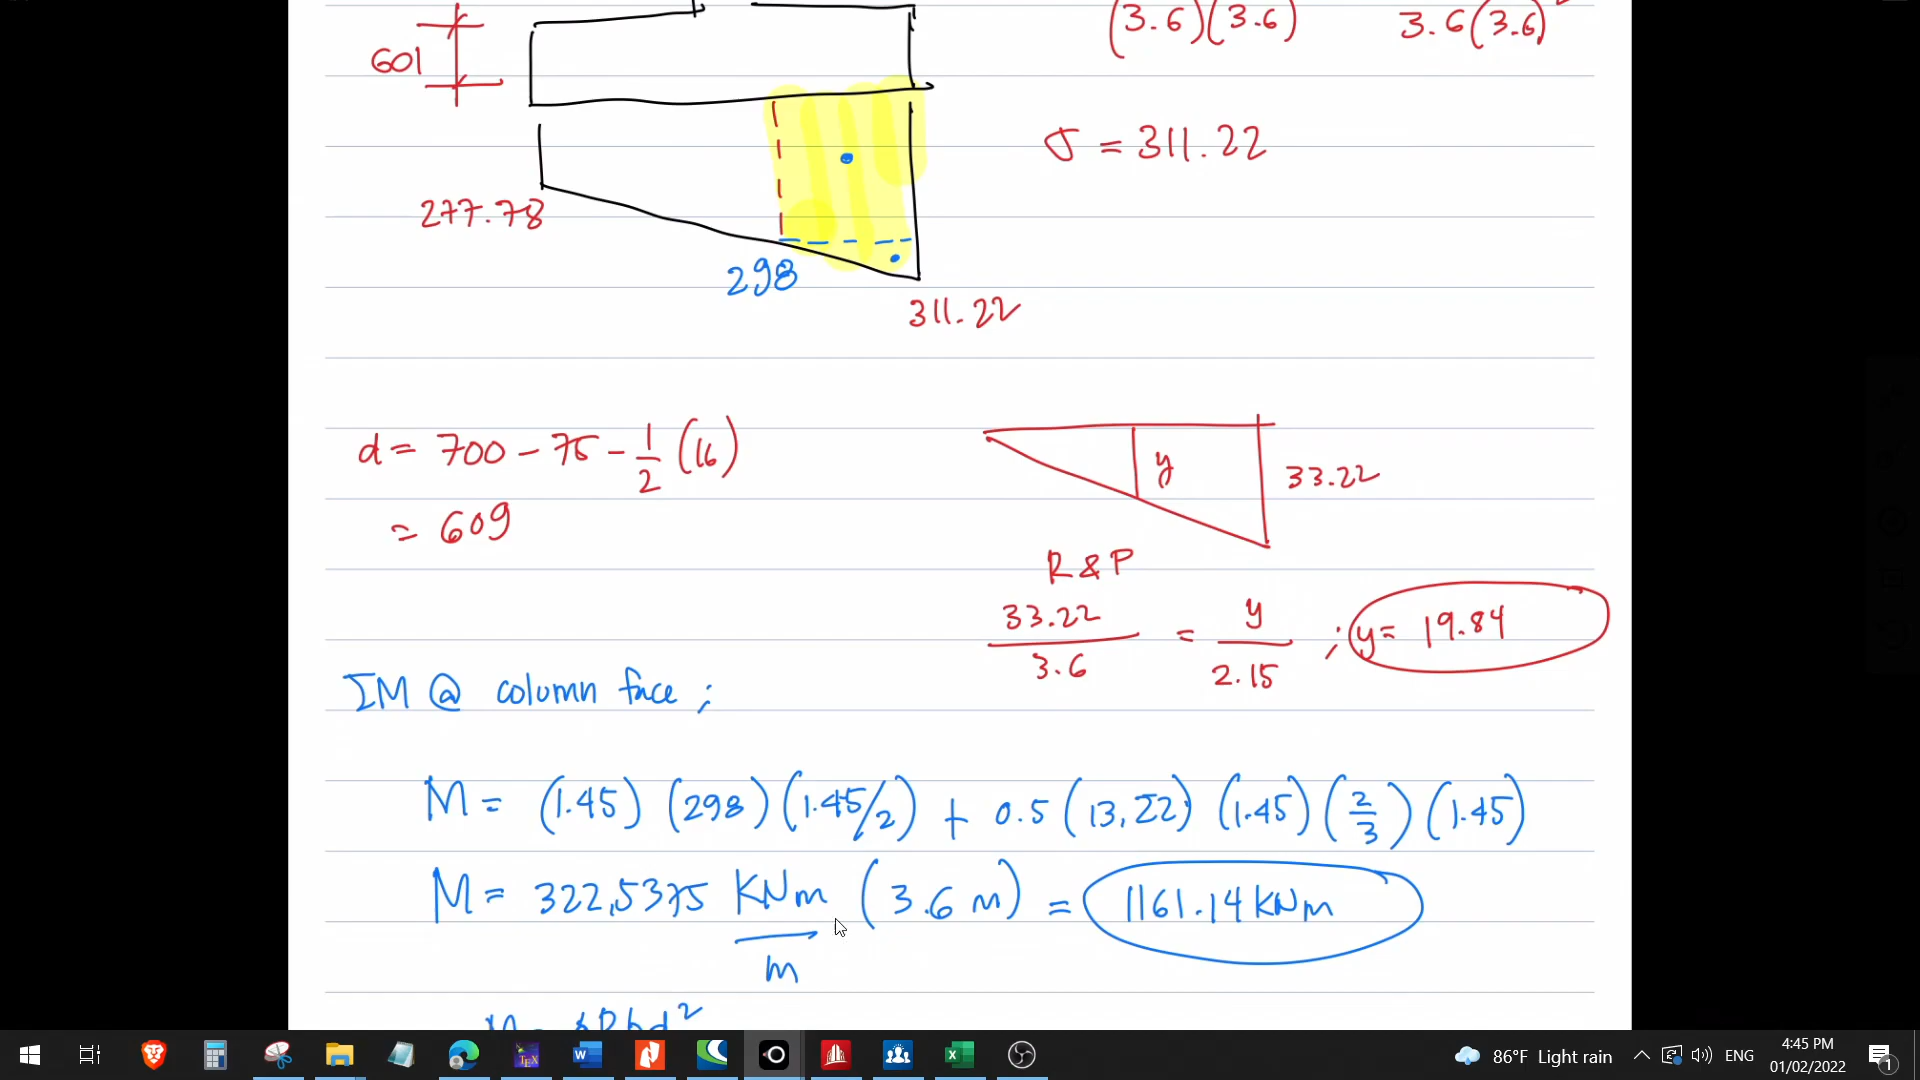 (3.6)(3.6) 3.6(3.6)
601
σ = 311.22
277.78
298
311.22
d = 700 - 75 - 1/2 (16)
= 609
y 33.22
R & P
33.22/3.6 = y/2.15 ; y = 19.84
ΣM @ column face ;
M = (1.45) (298) (1.45/2) + 0.5 (13.22) (1.45) (2/3) (1.45)
M = 322.5375 KNm/m (3.6 m) = 1161.14 kNm
TEX
86°F Light rain ENG 4:45 PM
01/02/2022 1